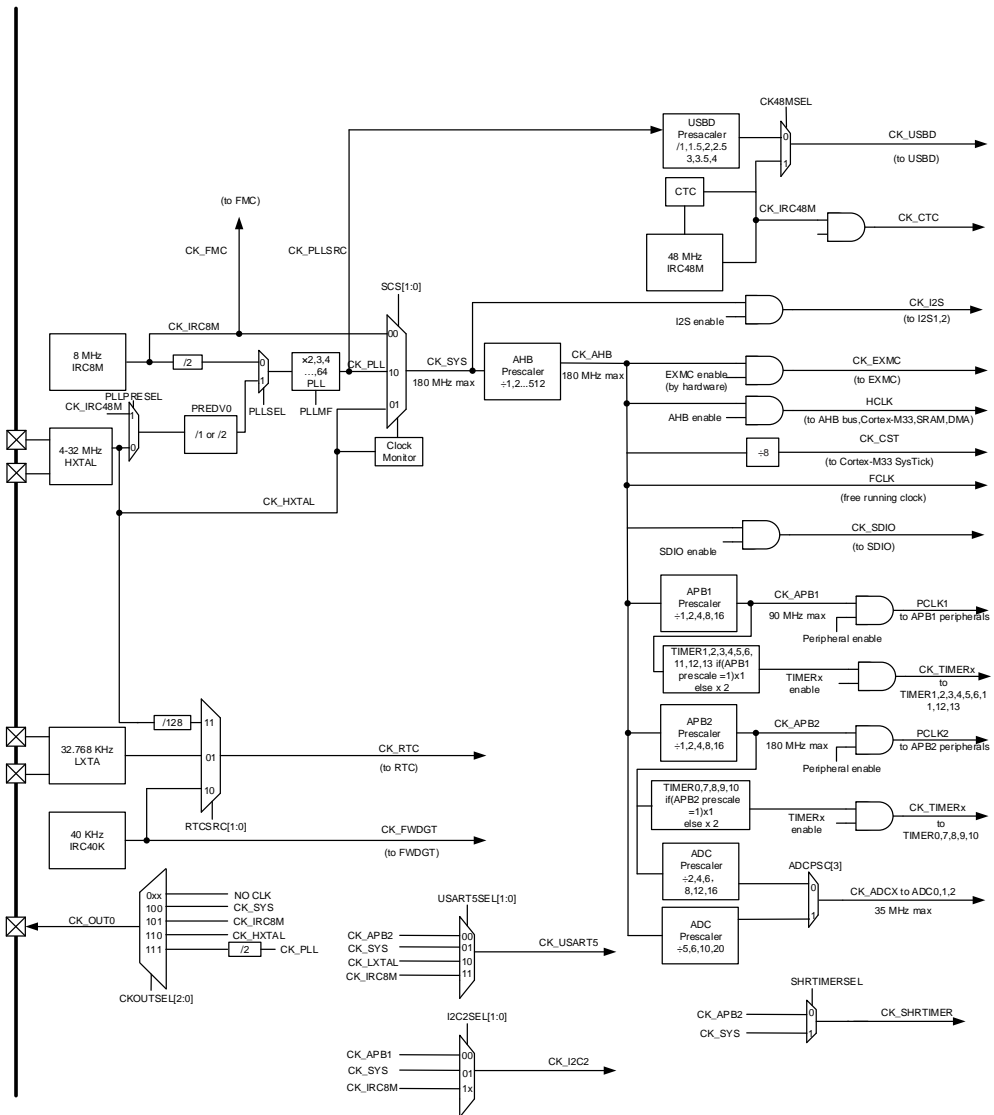 CK48MSEL
USBD
Presacaler
/1,1.5,2,2.5
3,3.5,4
0
1
CK_USBD
(to USBD)
CTC
CK_IRC48M
CK_CTC
48 MHz
IRC48M
(to FMC)
CK_FMC
CK_PLLSRC
SCS[1:0]
CK_I2S
I2S enable
(to I2S1,2)
8 MHz
IRC8M
CK_IRC8M
/2
0
1
PLLSEL
×2,3,4
…,64
PLL
PLLMF
CK_PLL
00
10
01
CK_SYS
180 MHz max
AHB
Prescaler
÷1,2...512
CK_AHB
180 MHz max
EXMC enable
(by hardware)
CK_EXMC
(to EXMC)
PLLPRESEL
CK_IRC48M
1
0
PREDV0
/1 or /2
Clock
Monitor
4-32 MHz
HXTAL
AHB enable
HCLK
(to AHB bus,Cortex-M33,SRAM,DMA)
÷8
CK_CST
(to Cortex-M33 SysTick)
FCLK
(free running clock)
CK_HXTAL
SDIO enable
CK_SDIO
(to SDIO)
APB1
Prescaler
÷1,2,4,8,16
CK_APB1
90 MHz max
Peripheral enable
PCLK1
to APB1 peripherals
TIMER1,2,3,4,5,6,
11,12,13 if(APB1
prescale =1)x1
else x 2
TIMERx
enable
CK_TIMERx
to
TIMER1,2,3,4,5,6,1
1,12,13
/128
11
01
10
RTCSRC[1:0]
32.768 KHz
LXTA
CK_RTC
(to RTC)
APB2
Prescaler
÷1,2,4,8,16
CK_APB2
180 MHz max
Peripheral enable
PCLK2
to APB2 peripherals
TIMER0,7,8,9,10
if(APB2 prescale
=1)x1
else x 2
TIMERx
enable
CK_TIMERx
to
TIMER0,7,8,9,10
40 KHz
IRC40K
CK_FWDGT
(to FWDGT)
ADC
Prescaler
÷2,4,6,
8,12,16
ADCPSC[3]
0
1
CK_ADCX to ADC0,1,2
35 MHz max
ADC
Prescaler
÷5,6,10,20
CK_OUT0
0xx
100
101
110
111
NO CLK
CK_SYS
CK_IRC8M
CK_HXTAL
/2
CK_PLL
CKOUTSEL[2:0]
USART5SEL[1:0]
CK_APB2
CK_SYS
CK_LXTAL
CK_IRC8M
00
01
10
11
CK_USART5
SHRTIMERSEL
CK_APB2
CK_SYS
0
1
CK_SHRTIMER
I2C2SEL[1:0]
CK_APB1
CK_SYS
CK_IRC8M
00
01
1x
CK_I2C2